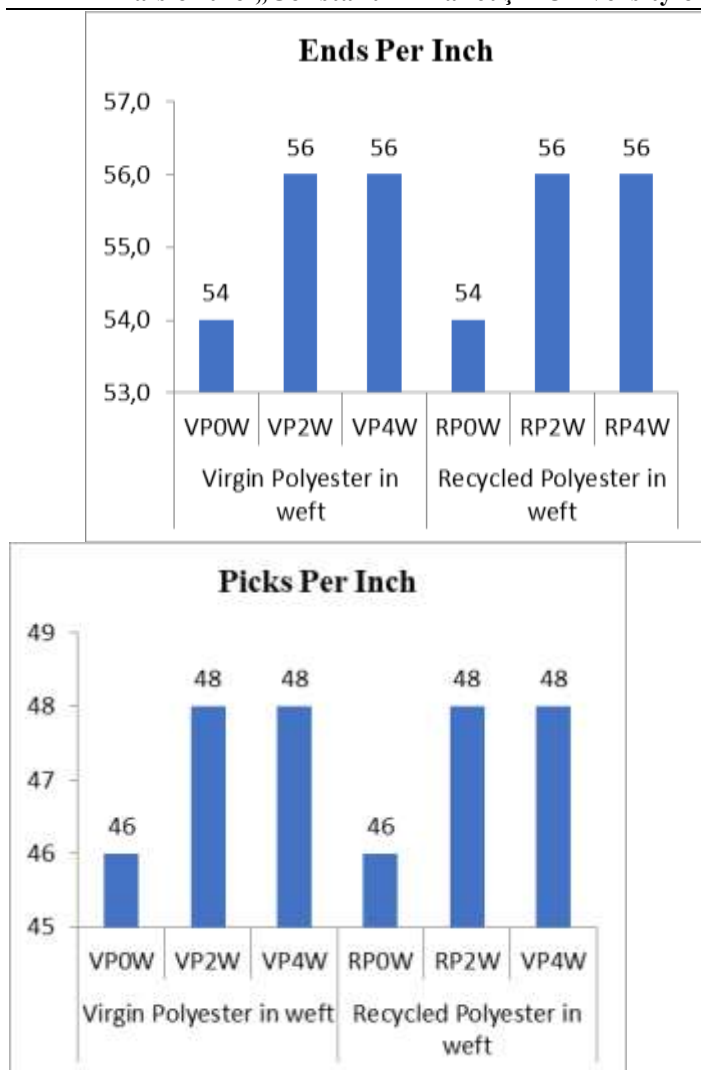 Ends Per Inch
57,0
56,0
55,0
54,0
53,0
54
56
56
54
56
56
VP0W VP2W VP4W RP0W RP2W RP4W
Virgin Polyester in weft
Recycled Polyester in weft
Picks Per Inch
49
48
47
46
45
46
48
48
46
48
48
VP0W VP2W VP4W RP0W RP2W VP4W
Virgin Polyester in weft
Recycled Polyester in weft